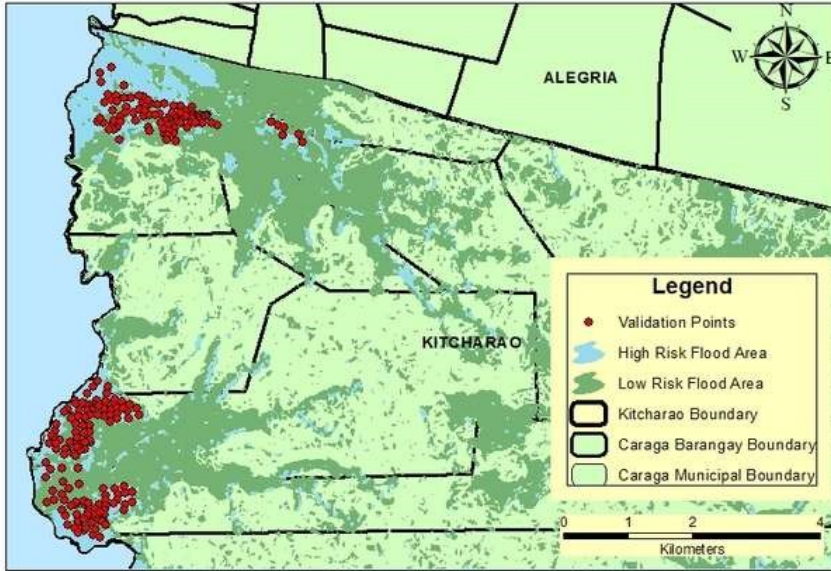 N
W E
S
ALEGRIA
KITCHARAO
Legend
Validation Points
High Risk Flood Area
Low Risk Flood Area
Kitcharao Boundary
Caraga Barangay Boundary
Caraga Municipal Boundary
0 1 2 4
Kilometers